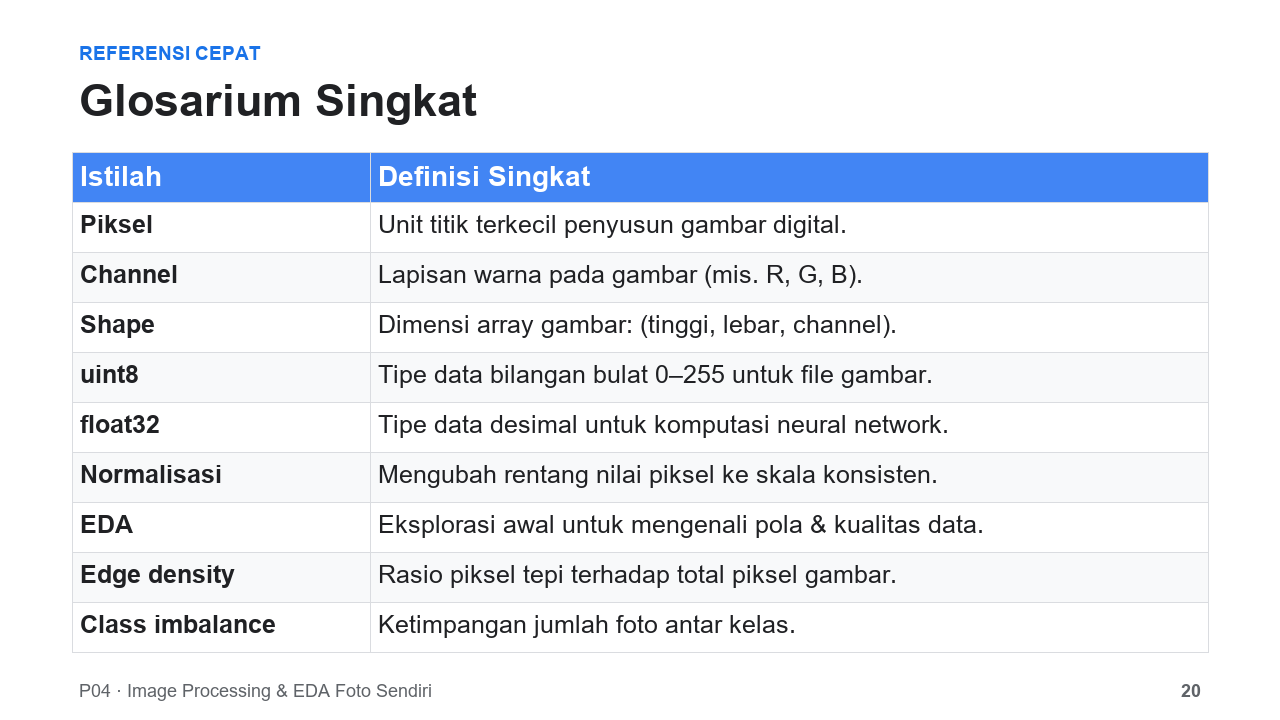 REFERENSI CEPAT
Glosarium Singkat
Istilah Definisi Singkat
Piksel Unit titik terkecil penyusun gambar digital.
Channel Lapisan warna pada gambar (mis. R, G, B).
Shape Dimensi array gambar: (tinggi, lebar, channel).
uint8 Tipe data bilangan bulat 0–255 untuk file gambar.
float32 Tipe data desimal untuk komputasi neural network.
Normalisasi Mengubah rentang nilai piksel ke skala konsisten.
EDA Eksplorasi awal untuk mengenali pola & kualitas data.
Edge density Rasio piksel tepi terhadap total piksel gambar.
Class imbalance Ketimpangan jumlah foto antar kelas.
P04 · Image Processing & EDA Foto Sendiri 20